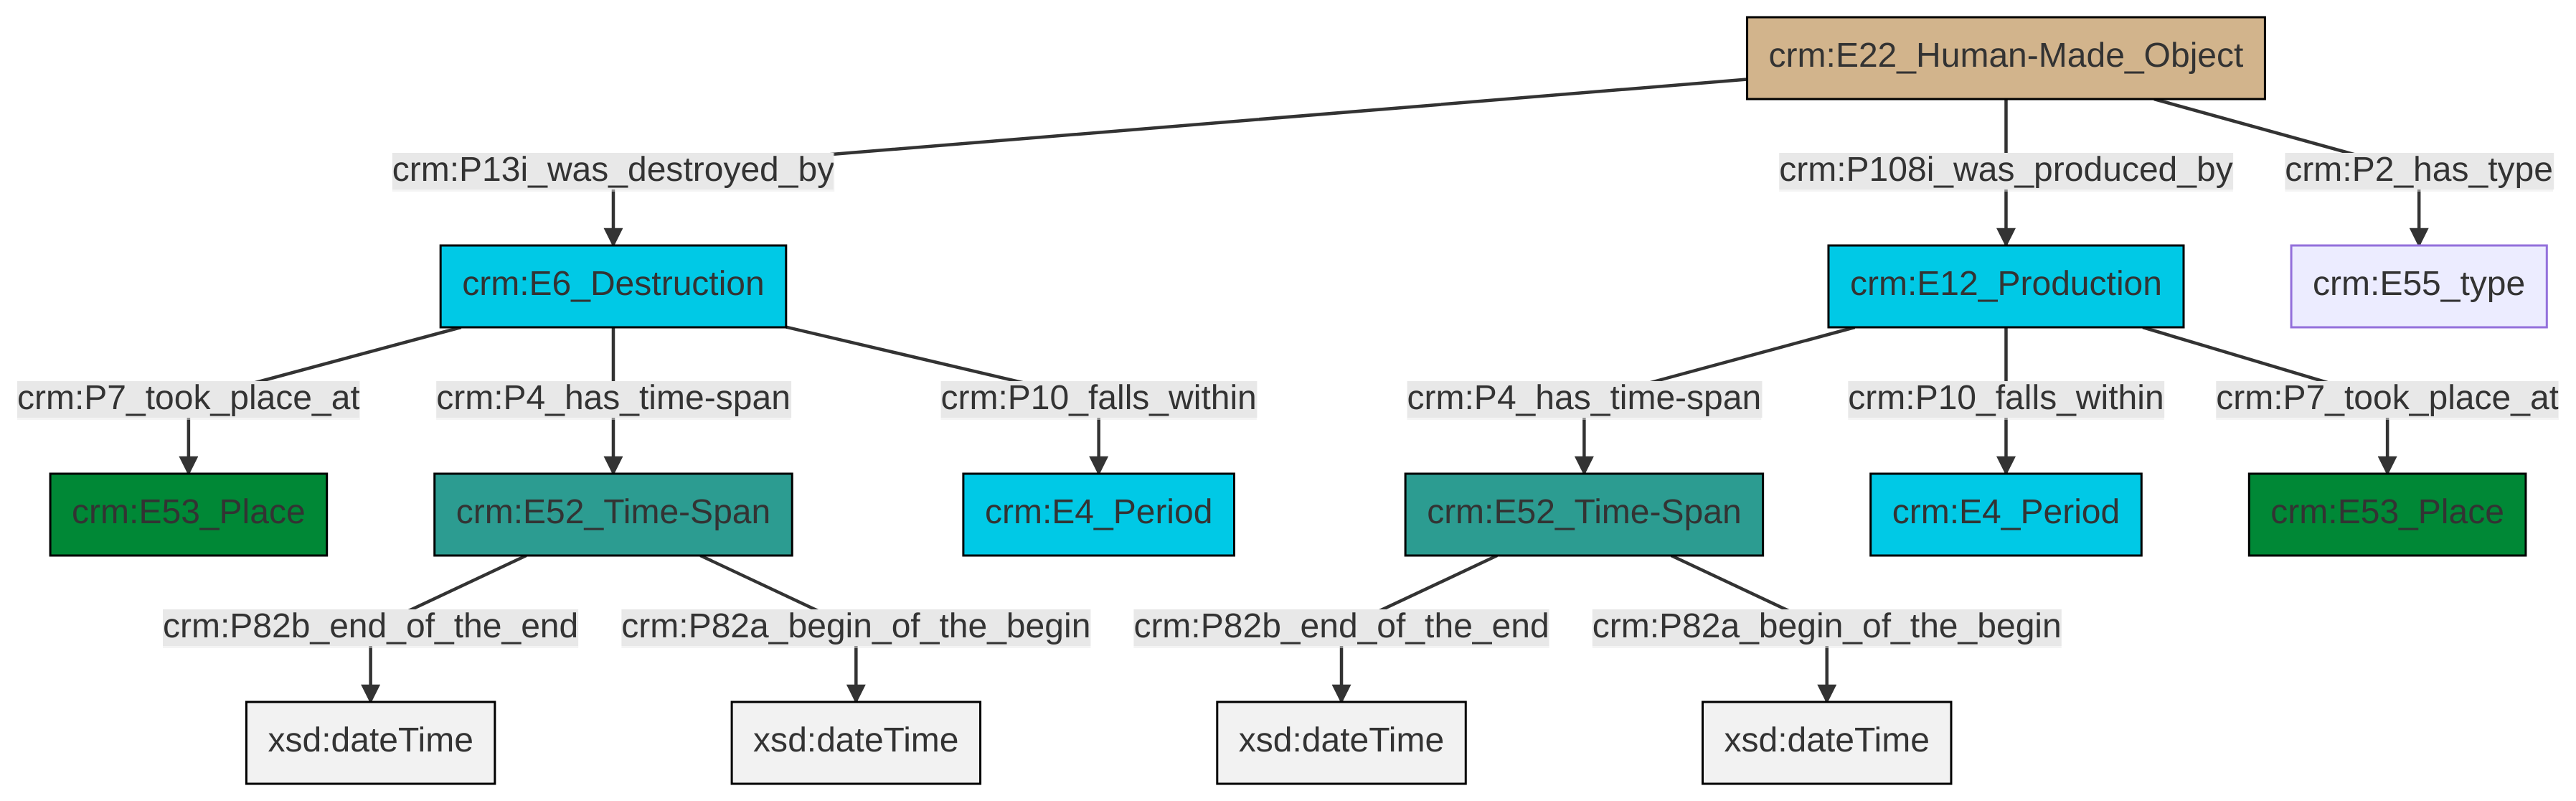 crm:E22_Human-Made_Object
crm:P13i_was_destroyed_by
crm:P108i_was_produced_by
crm:P2_has_type
crm:E6_Destruction
crm:E12_Production
crm:E55_type
crm:P7_took_place_at
crm:P4_has_time-span
crm:P10_falls_within
crm:P4_has_time-span
crm:P10_falls_within
crm:P7_took_place_at
crm:E53_Place
crm:E52_Time-Span
crm:E4_Period
crm:E52_Time-Span
crm:E4_Period
crm:E53_Place
crm:P82b_end_of_the_end
crm:P82a_begin_of_the_begin
crm:P82b_end_of_the_end
crm:P82a_begin_of_the_begin
xsd:dateTime
xsd:dateTime
xsd:dateTime
xsd:dateTime